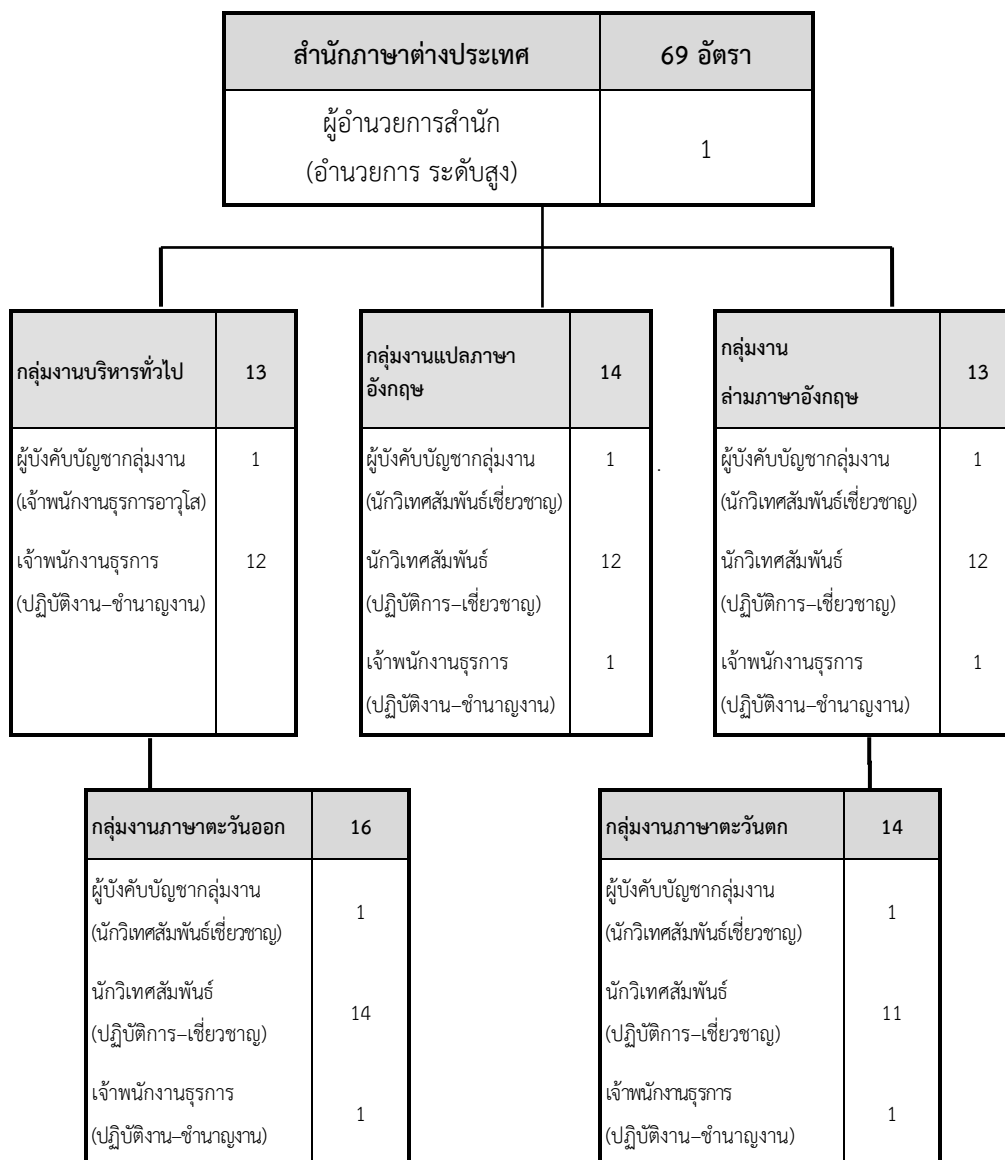 สำนักภาษาต่างประเทศ 69 อัตรา
ผู้อำนวยการสำนัก
(อำนวยการ ระดับสูง) 1
กลุ่มงานบริหารทั่วไป 13
ผู้บังคับบัญชากลุ่มงาน 1
(เจ้าพนักงานธุรการอาวุโส)
เจ้าพนักงานธุรการ 12
(ปฏิบัติงาน–ชำนาญงาน)
กลุ่มงานแปลภาษา
อังกฤษ 14
ผู้บังคับบัญชากลุ่มงาน 1
(นักวิเทศสัมพันธ์เชี่ยวชาญ)
นักวิเทศสัมพันธ์ 12
(ปฏิบัติการ–เชี่ยวชาญ)
เจ้าพนักงานธุรการ 1
(ปฏิบัติงาน–ชำนาญงาน)
.
กลุ่มงาน
ล่ามภาษาอังกฤษ 13
ผู้บังคับบัญชากลุ่มงาน 1
(นักวิเทศสัมพันธ์เชี่ยวชาญ)
นักวิเทศสัมพันธ์ 12
(ปฏิบัติการ–เชี่ยวชาญ)
เจ้าพนักงานธุรการ 1
(ปฏิบัติงาน–ชำนาญงาน)
กลุ่มงานภาษาตะวันออก 16
ผู้บังคับบัญชากลุ่มงาน
(นักวิเทศสัมพันธ์เชี่ยวชาญ) 1
นักวิเทศสัมพันธ์
(ปฏิบัติการ–เชี่ยวชาญ) 14
เจ้าพนักงานธุรการ
(ปฏิบัติงาน–ชำนาญงาน) 1
กลุ่มงานภาษาตะวันตก 14
ผู้บังคับบัญชากลุ่มงาน
(นักวิเทศสัมพันธ์เชี่ยวชาญ) 1
นักวิเทศสัมพันธ์
(ปฏิบัติการ–เชี่ยวชาญ) 11
เจ้าพนักงานธุรการ
(ปฏิบัติงาน–ชำนาญงาน) 1